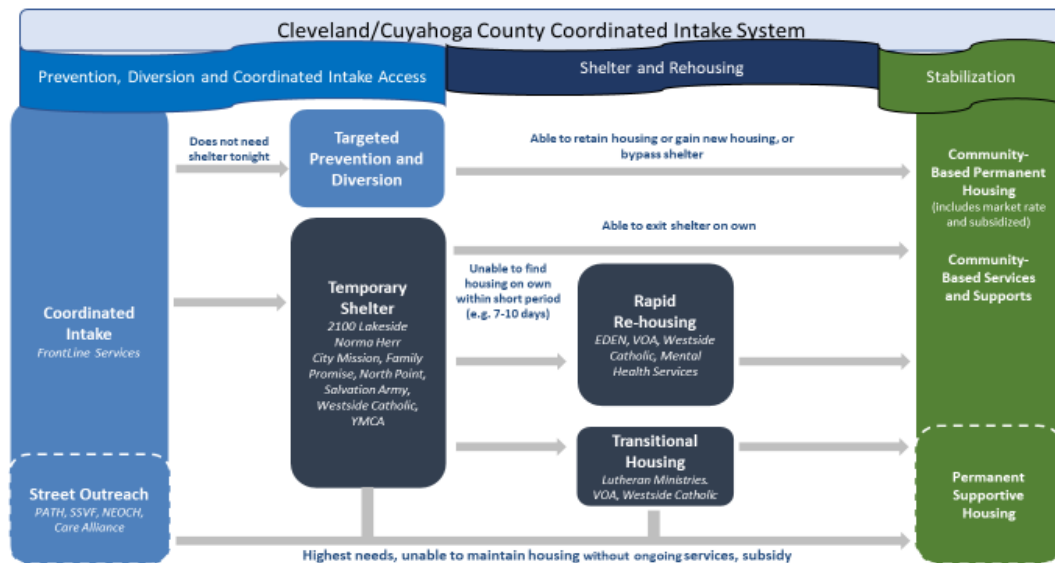 Cleveland/Cuyahoga County Coordinated Intake System
Prevention, Diversion and Coordinated Intake Access
Shelter and Rehousing
Stabilization
Does not need
shelter tonight
Targeted
Prevention and
Diversion
Able to retain housing or gain new housing, or
bypass shelter
Community-
Based Permanent
Housing
(includes market rate
and subsidized)
Community-
Based Services
and Supports
Able to exit shelter on own
Coordinated
Intake
FrontLine Services
Temporary
Shelter
2100 Lakeside
Norma Herr
City Mission, Family
Promise, North Point,
Salvation Army,
Westside Catholic,
YMCA
Unable to find
housing on own
within short period
(e.g. 7-10 days)
Rapid
Re-housing
EDEN, VOA, Westside
Catholic, Mental
Health Services
Transitional
Housing
Lutheran Ministries.
VOA, Westside Catholic
Street Outreach
PATH, SSVF, NEOCH,
Care Alliance
Permanent
Supportive
Housing
Highest needs, unable to maintain housing without ongoing services, subsidy